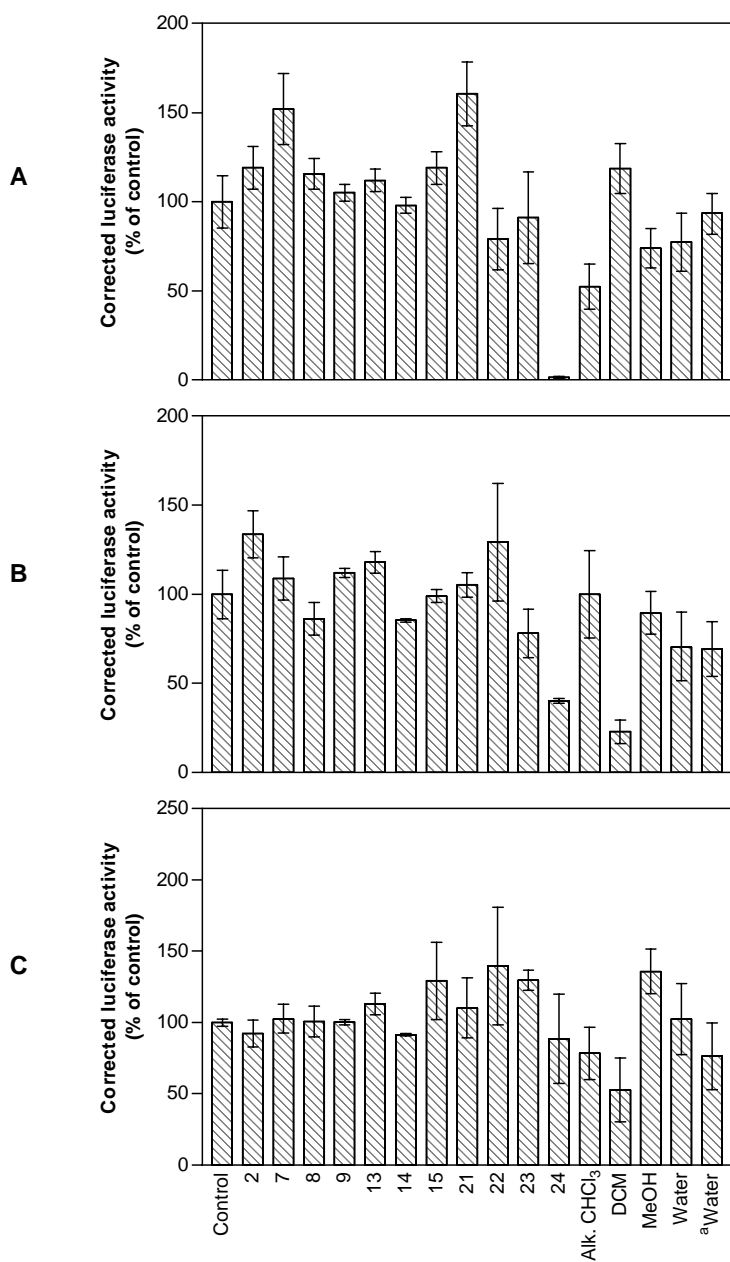 A
Corrected luciferase activity
(% of control)
200
150
100
50
0
B
Corrected luciferase activity
(% of control)
200
150
100
50
0
C
Corrected luciferase activity
(% of control)
250
200
150
100
50
0
Control
2
7
8
9
13
14
15
21
22
23
24
Alk. CHCl₃
DCM
MeOH
Water
ᵃWater